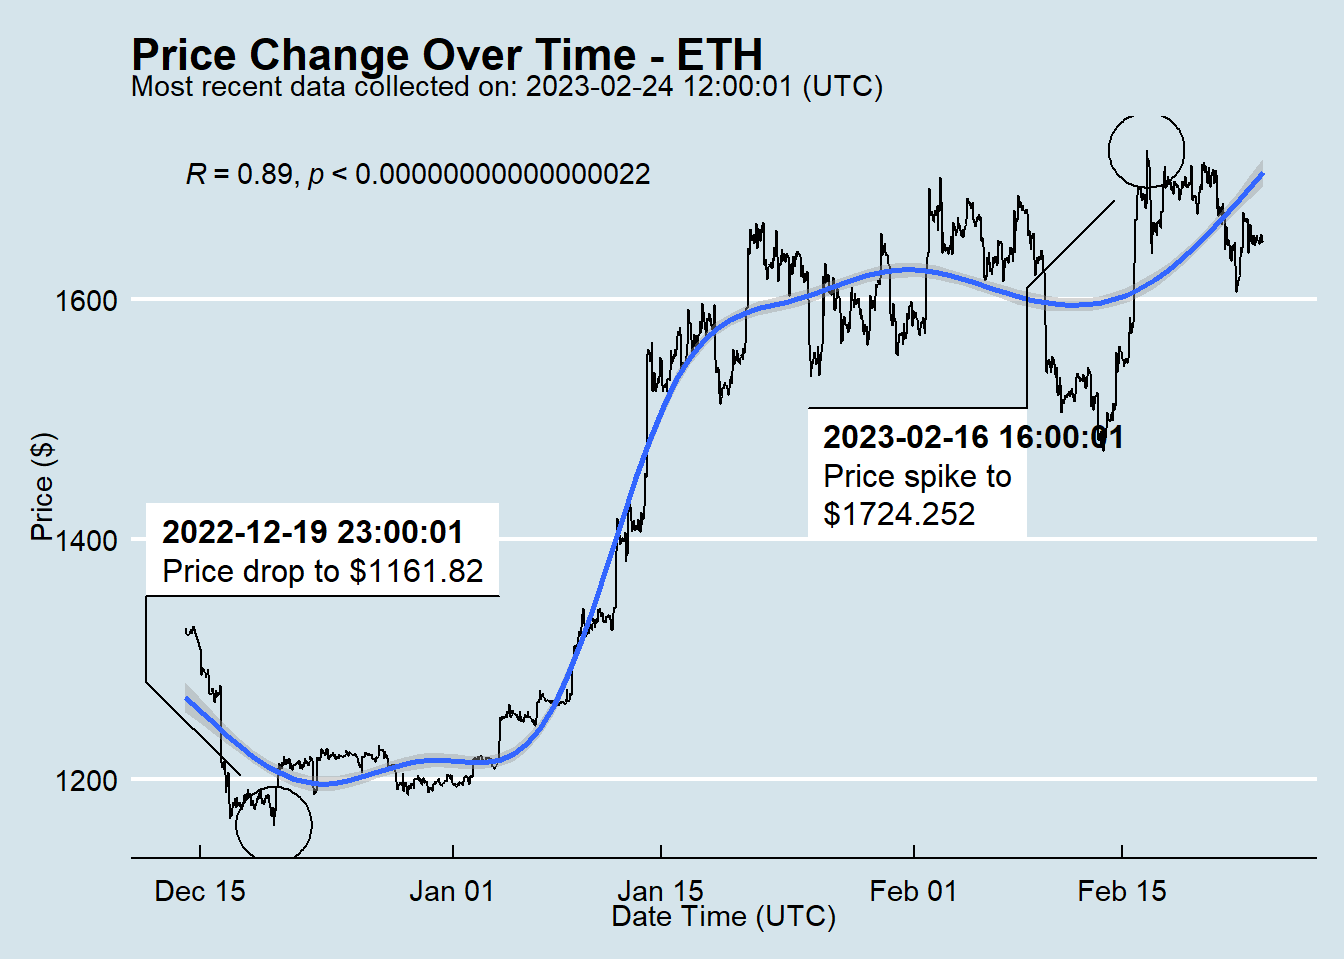 Price Change Over Time - ETH
Most recent data collected on: 2023-02-24 12:00:01 (UTC)
R = 0.89, p < 0.00000000000000022
1600
2023-02-16 16:00:01
Price spike to
$1724.252
Price ($)
2022-12-19 23:00:01
Price drop to $1161.82
1400
1200
Dec 15
Jan 01
Jan 15
Feb 01
Feb 15
Date Time (UTC)